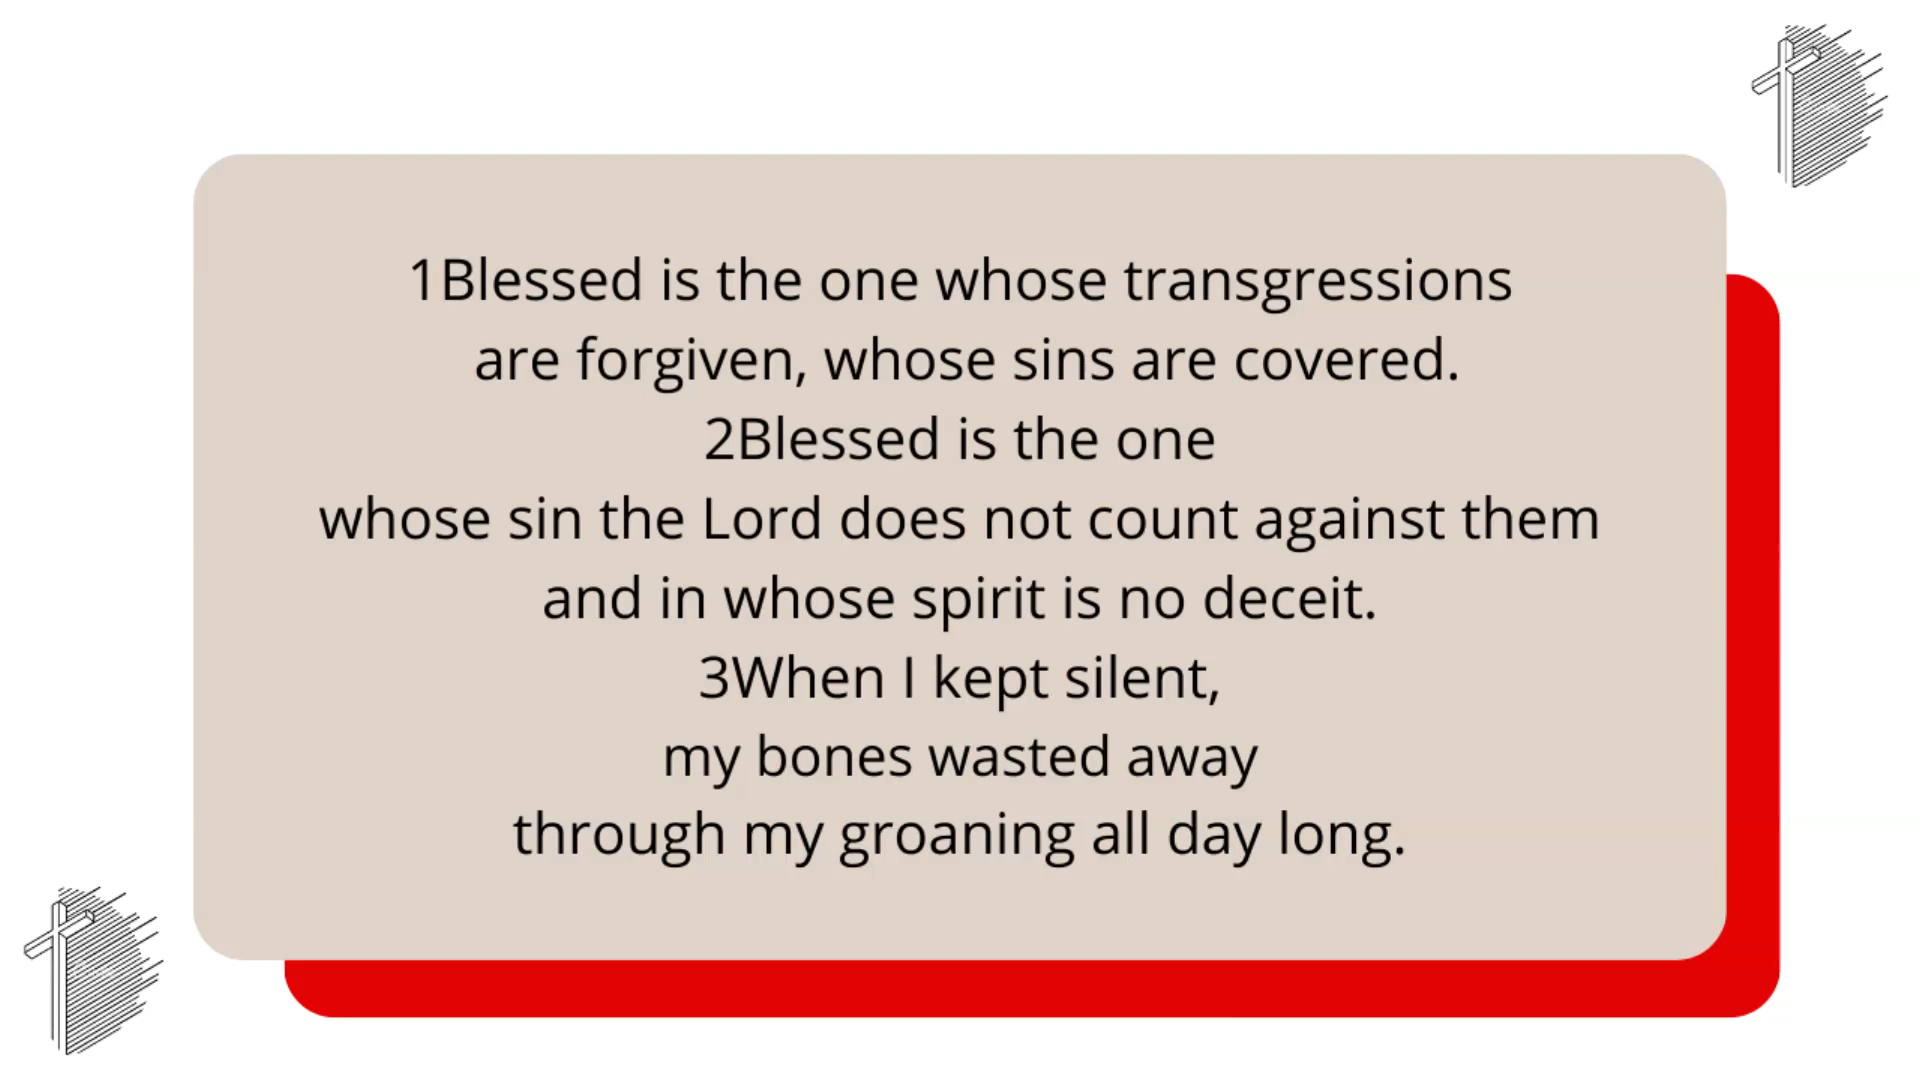 1Blessed is the one whose transgressions
are forgiven, whose sins are covered.
2Blessed is the one
whose sin the Lord does not count against them
and in whose spirit is no deceit.
3When I kept silent,
my bones wasted away
through my groaning all day long.